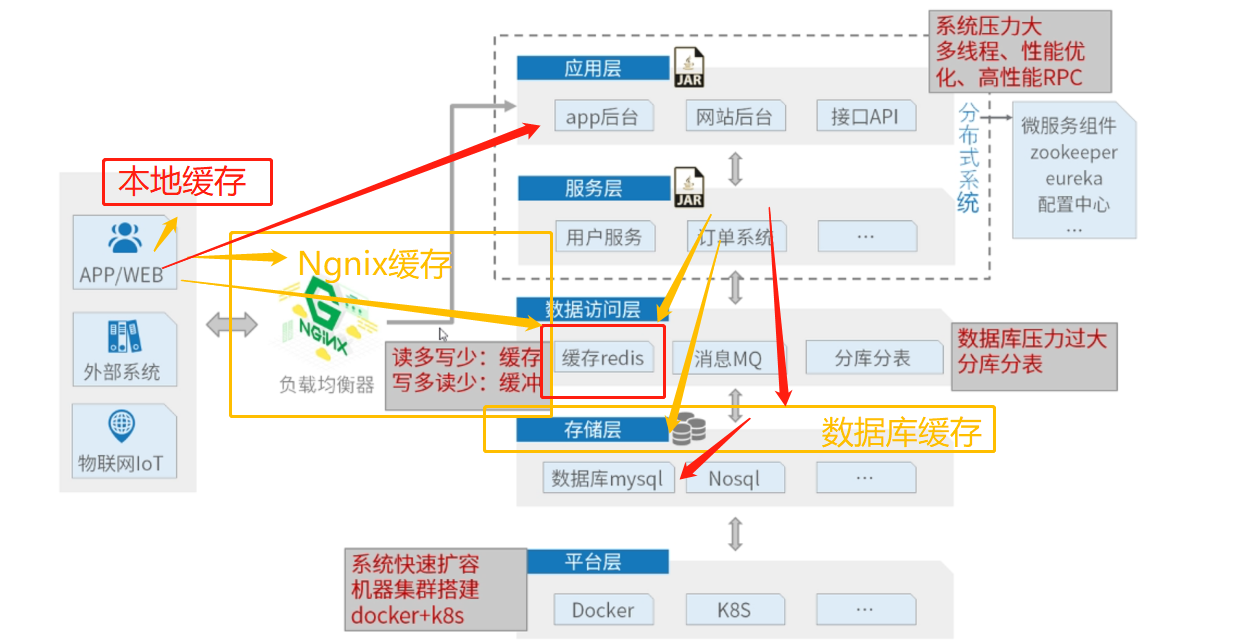 系统压力大
多线程、性能优
化、高性能RPC
应用层
JAR
app后台
网站后台
接口API
分布式系统
微服务组件
zookeeper
eureka
配置中心
...
本地缓存
服务层
JAR
用户服务
订单系统
...
APP/WEB
Ngnix缓存
NGiNX
负载均衡器
外部系统
物联网IoT
读多写少：缓存
写多读少：缓冲
数据访问层
缓存redis
消息MQ
分库分表
数据库压力过大
分库分表
存储层
数据库缓存
数据库mysql
Nosql
...
系统快速扩容
机器集群搭建
docker+k8s
平台层
Docker
K8S
...